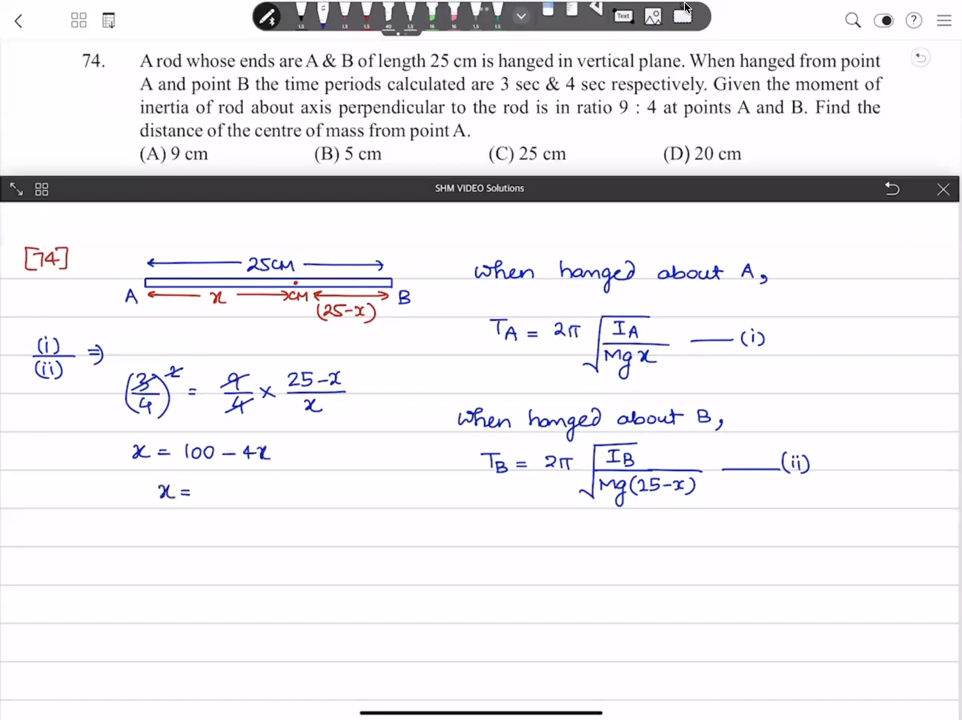 Text
74. A rod whose ends are A & B of length 25 cm is hanged in vertical plane. When hanged from point
A and point B the time periods calculated are 3 sec & 4 sec respectively. Given the moment of
inertia of rod about axis perpendicular to the rod is in ratio 9 : 4 at points A and B. Find the
distance of the centre of mass from point A.
(A) 9 cm (B) 5 cm (C) 25 cm (D) 20 cm
SHM VIDEO Solutions
[74]
25CM
A x CM B
(25-x)
(i)/(ii) ⇒
(3/4)² = 9/4 × 25-x/x
x = 100 - 4x
x =
When hanged about A,
T_A = 2π √(I_A/Mgx) —— (i)
When hanged about B,
T_B = 2π √(I_B/Mg(25-x)) —— (ii)